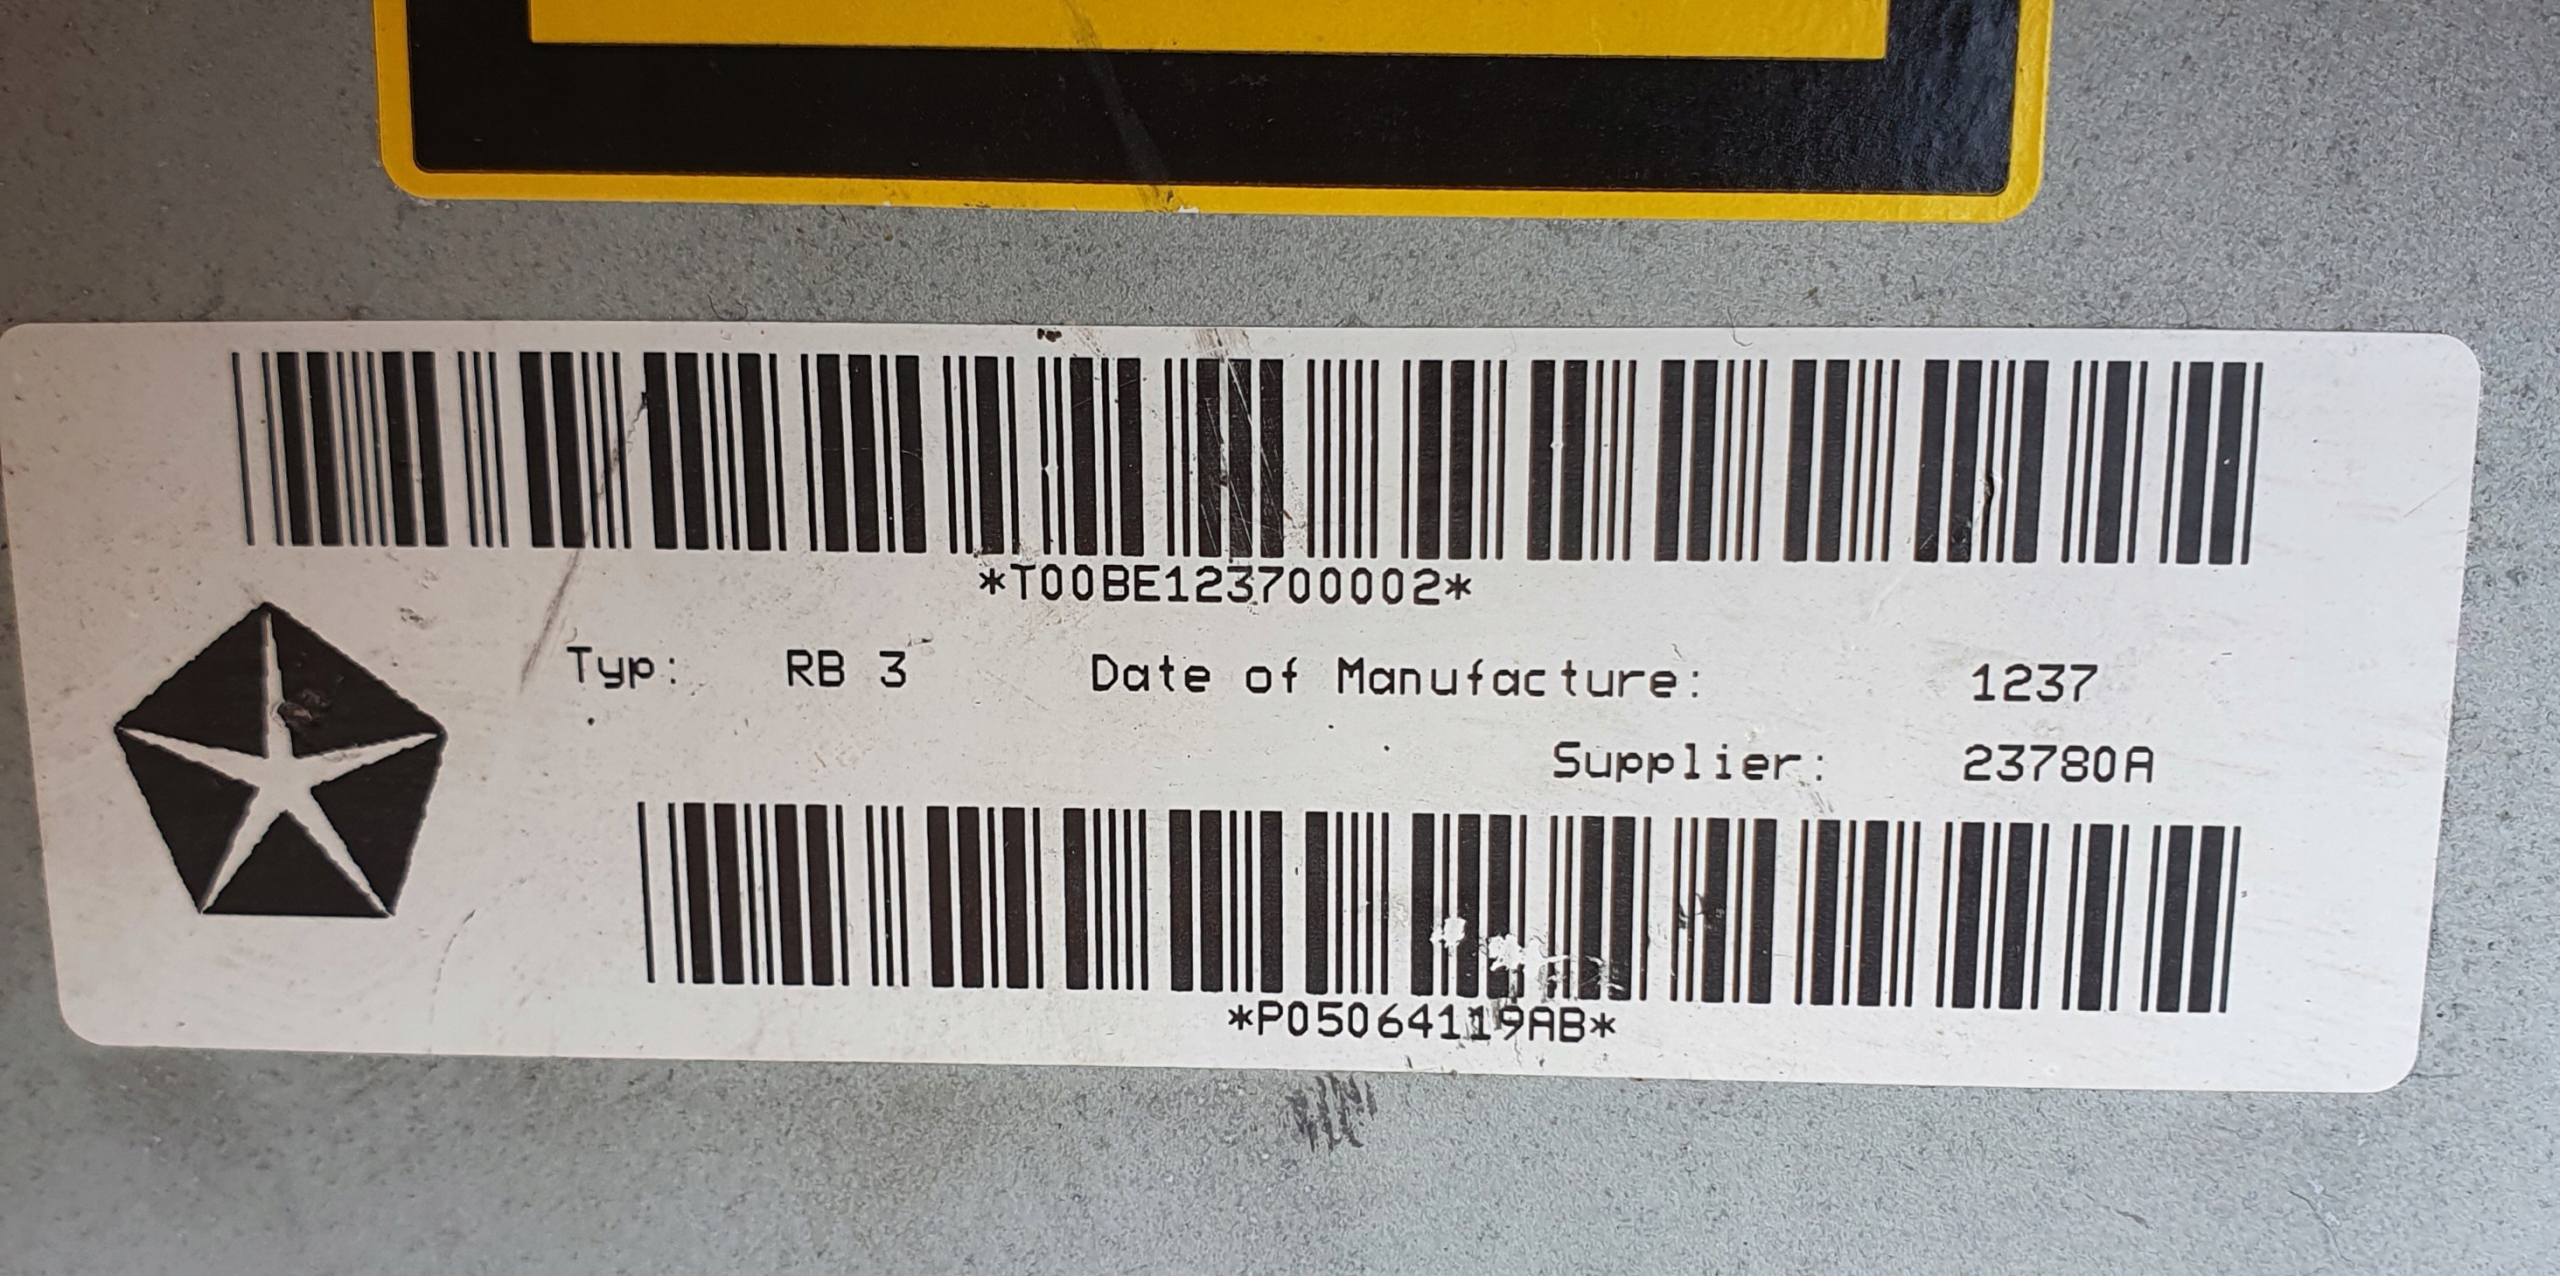 *T00BE123700002*
Typ: RB 3 Date of Manufacture: 1237
Supplier: 23780A
*P05064119AB*